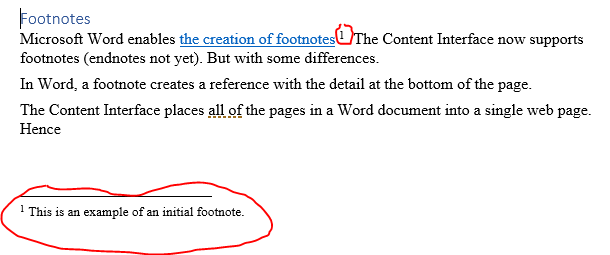 Footnotes
Microsoft Word enables the creation of footnotes¹ The Content Interface now supports
footnotes (endnotes not yet). But with some differences.
In Word, a footnote creates a reference with the detail at the bottom of the page.
The Content Interface places all of the pages in a Word document into a single web page.
Hence
¹ This is an example of an initial footnote.